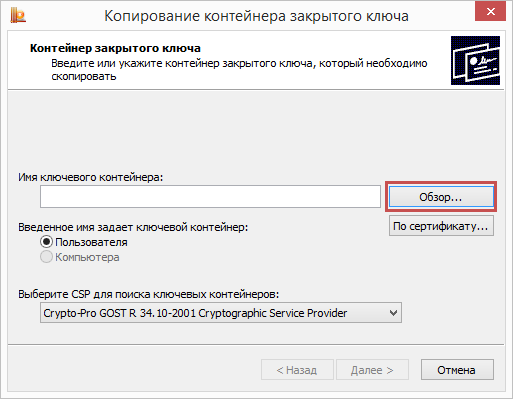 Копирование контейнера закрытого ключа
Контейнер закрытого ключа
Введите или укажите контейнер закрытого ключа, который необходимо
скопировать
Имя ключевого контейнера:
Обзор...
Введенное имя задает ключевой контейнер:
По сертификату...
Пользователя
Компьютера
Выберите CSP для поиска ключевых контейнеров:
Crypto-Pro GOST R 34.10-2001 Cryptographic Service Provider
< Назад
Далее >
Отмена